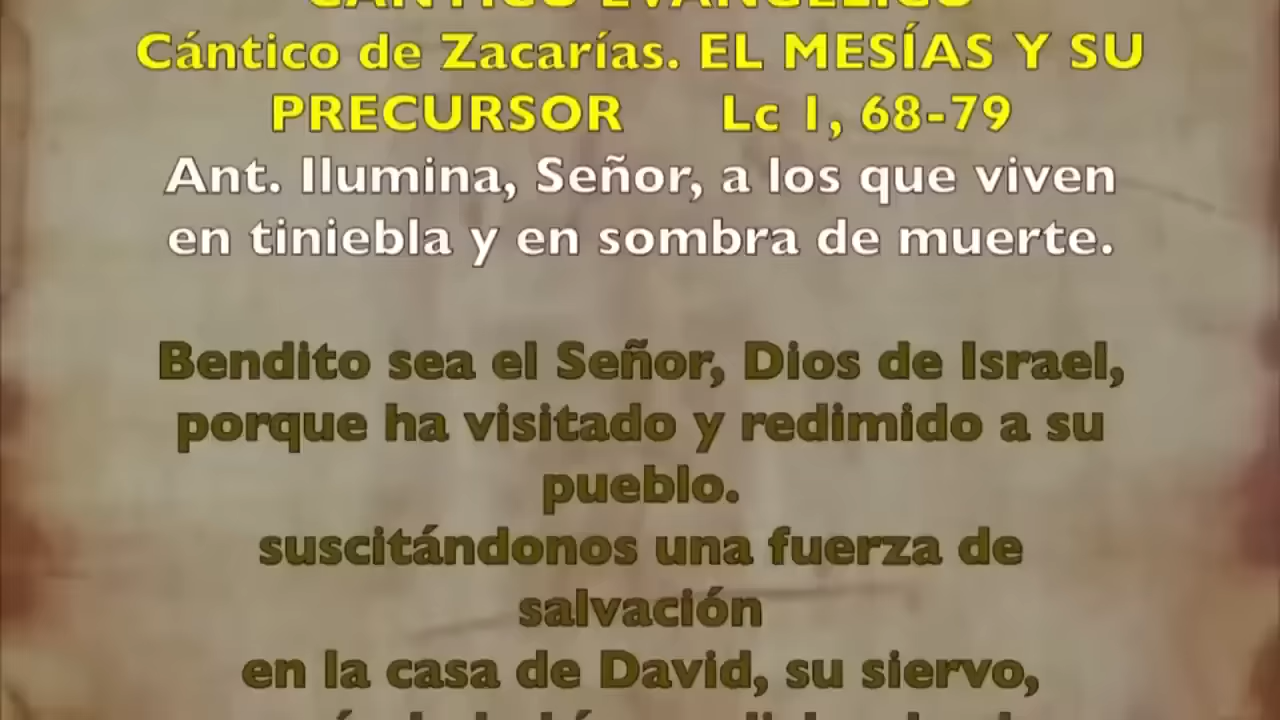 CÁNTICO EVANGÉLICO
Cántico de Zacarías. EL MESÍAS Y SU
PRECURSOR Lc 1, 68-79
Ant. Ilumina, Señor, a los que viven
en tiniebla y en sombra de muerte.
Bendito sea el Señor, Dios de Israel,
porque ha visitado y redimido a su
pueblo.
suscitándonos una fuerza de
salvación
en la casa de David, su siervo,